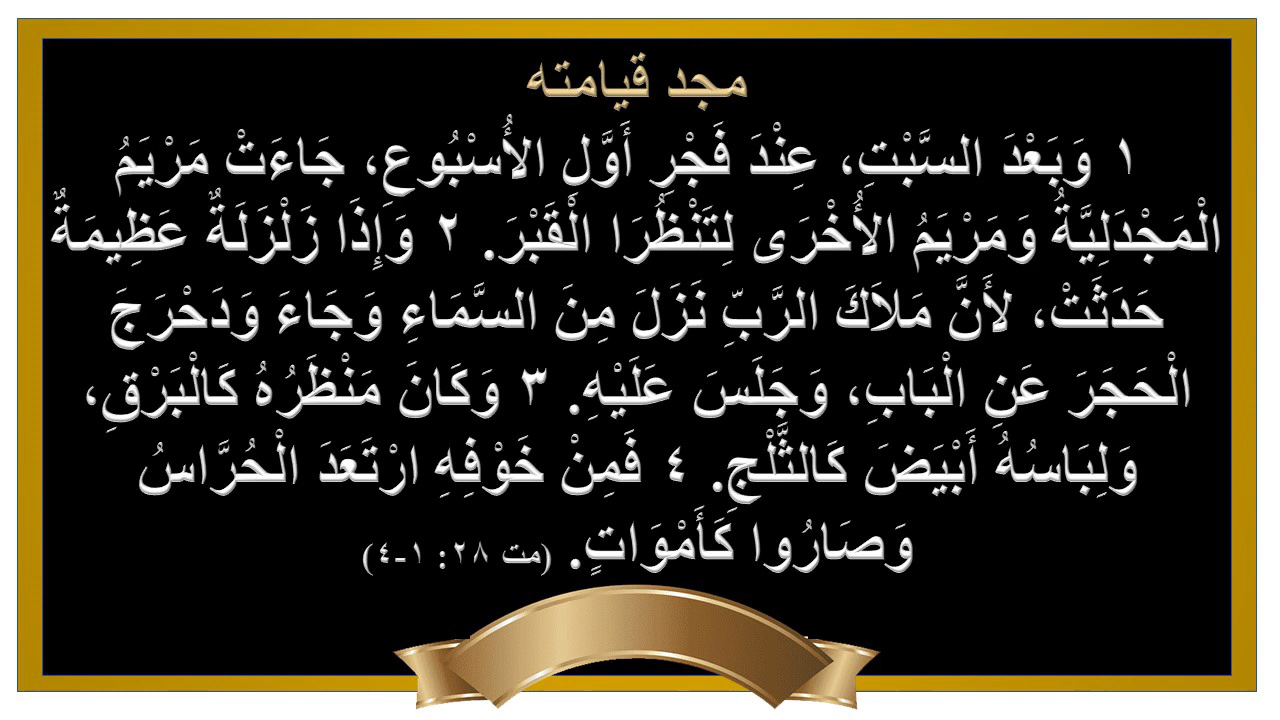 مجد قيامته
١ وَبَعْدَ السَّبْتِ، عِنْدَ فَجْرِ أَوَّلِ الأُسْبُوعِ، جَاءَتْ مَرْيَمُ
الْمَجْدَلِيَّةُ وَمَرْيَمُ الأُخْرَى لِتَنْظُرَا الْقَبْرَ. ٢ وَإِذَا زَلْزَلَةٌ عَظِيمَةٌ
حَدَثَتْ، لأَنَّ مَلاَكَ الرَّبِّ نَزَلَ مِنَ السَّمَاءِ وَجَاءَ وَدَحْرَجَ
الْحَجَرَ عَنِ الْبَابِ، وَجَلَسَ عَلَيْهِ. ٣ وَكَانَ مَنْظَرُهُ كَالْبَرْقِ،
وَلِبَاسُهُ أَبْيَضَ كَالثَّلْجِ. ٤ فَمِنْ خَوْفِهِ ارْتَعَدَ الْحُرَّاسُ
وَصَارُوا كَأَمْوَاتٍ. (مت ٢٨: ١-٤)